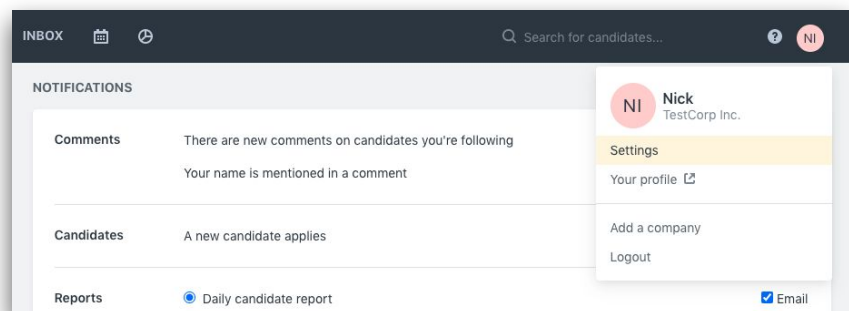 INBOX
Search for candidates...
?
NI
NOTIFICATIONS
NI
Nick
TestCorp Inc.
Settings
Your profile
Add a company
Logout
Comments
There are new comments on candidates you're following
Your name is mentioned in a comment
Candidates
A new candidate applies
Reports
Daily candidate report
Email